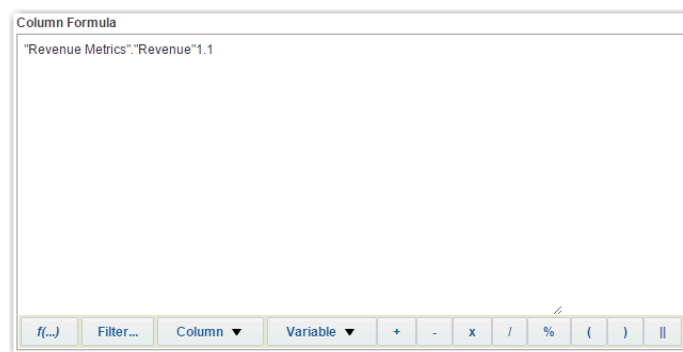 Column Formula
"Revenue Metrics"."Revenue"1.1
f(...) Filter... Column ▼ Variable ▼ + - x / % ( ) ||